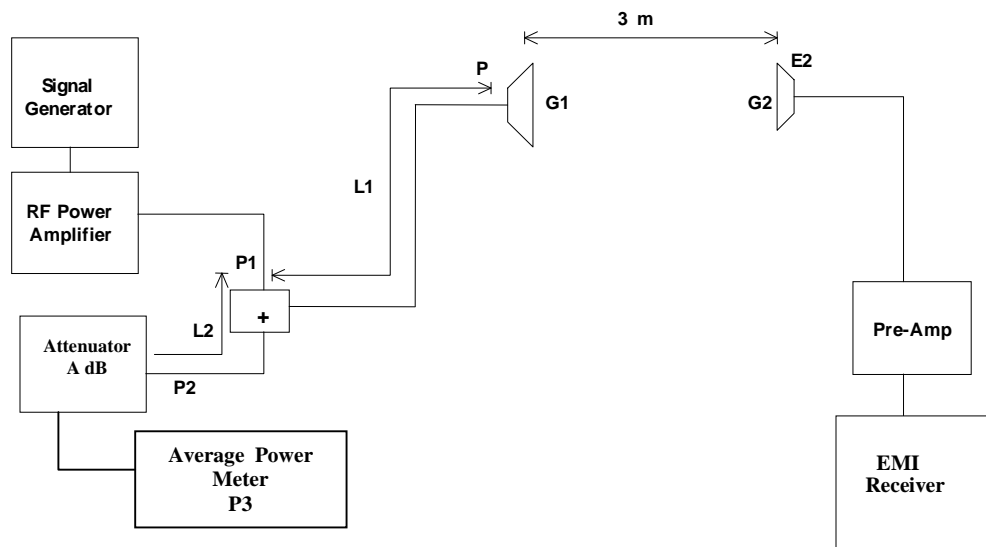 3 m
Signal
Generator
P
E2
G1
G2
L1
RF Power
Amplifier
P1
+
L2
Attenuator
A dB
P2
Pre-Amp
Average Power
Meter
P3
EMI
Receiver